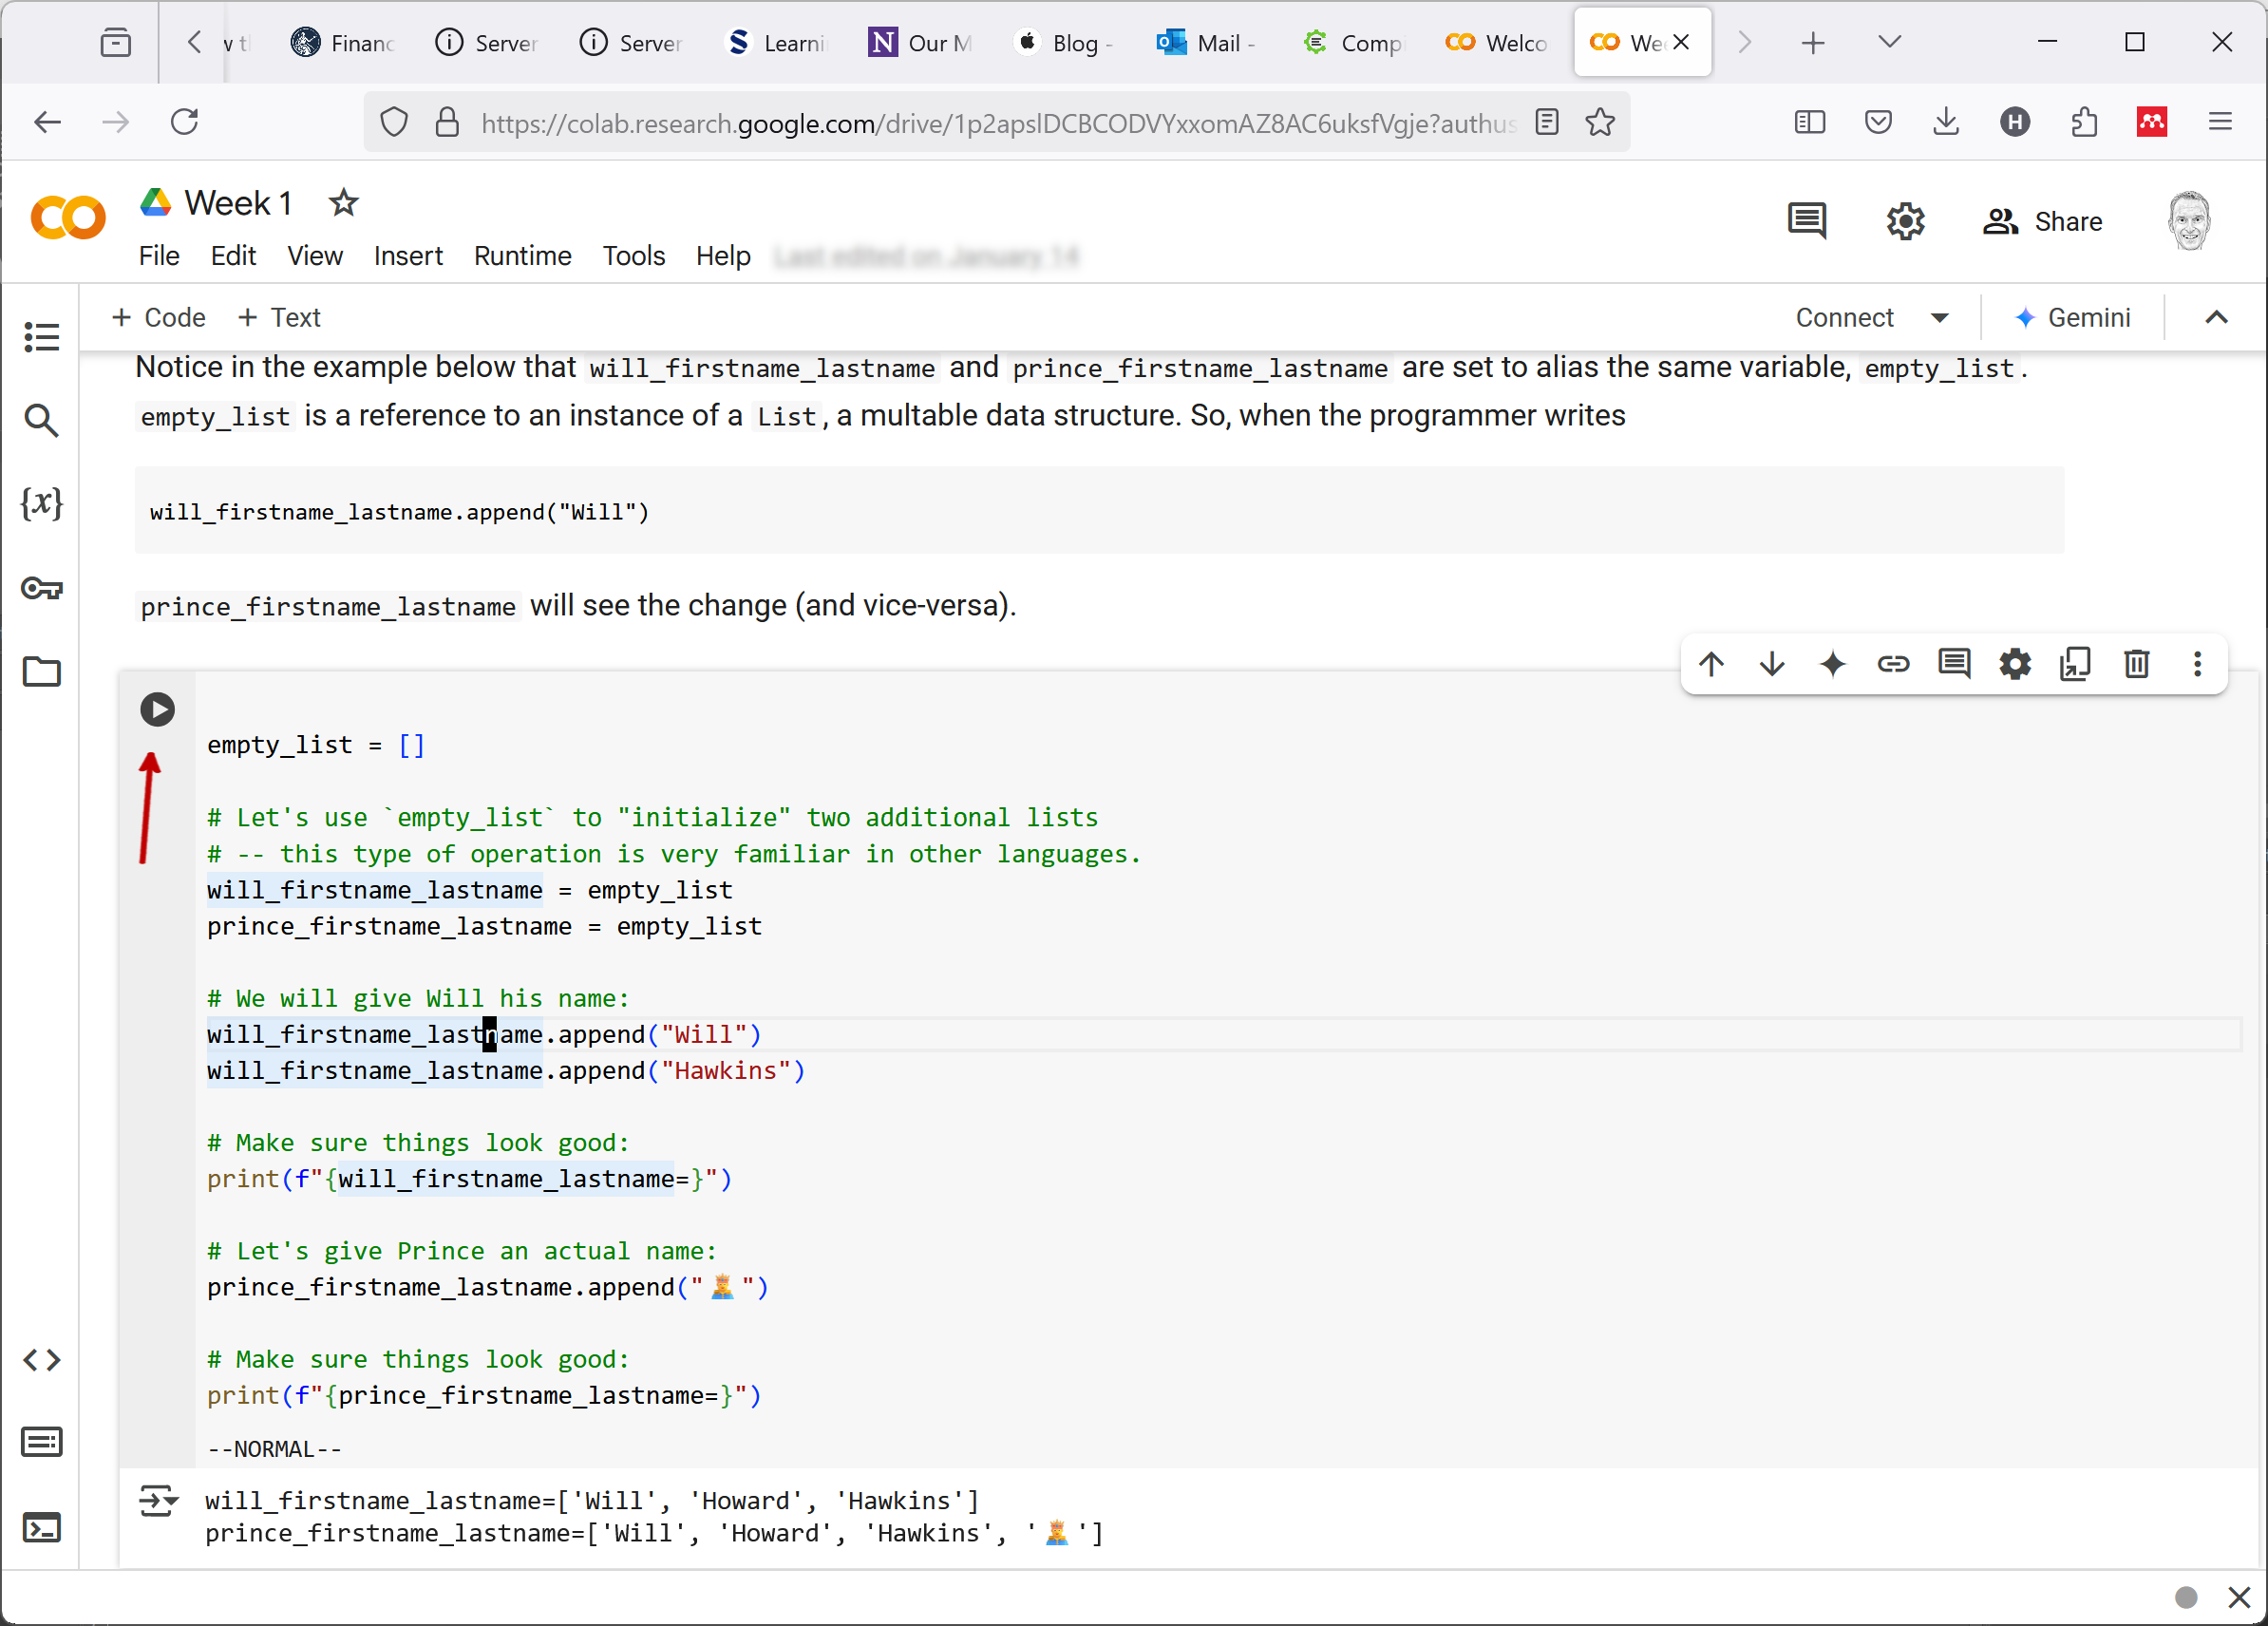 Financ
Server
Server
Learni
Our M
Blog -
Mail -
Comp
Welco
We
https://colab.research.google.com/drive/1p2apslDCBCODVYxxomAZ8AC6uksfVgje?authus
Week 1
File Edit View Insert Runtime Tools Help Last edited on January 14
Share
+ Code + Text
Connect
Gemini
Notice in the example below that will_firstname_lastname and prince_firstname_lastname are set to alias the same variable, empty_list.
empty_list is a reference to an instance of a List, a multable data structure. So, when the programmer writes
will_firstname_lastname.append("Will")
prince_firstname_lastname will see the change (and vice-versa).
empty_list = []
# Let's use `empty_list` to "initialize" two additional lists
# -- this type of operation is very familiar in other languages.
will_firstname_lastname = empty_list
prince_firstname_lastname = empty_list
# We will give Will his name:
will_firstname_lastname.append("Will")
will_firstname_lastname.append("Hawkins")
# Make sure things look good:
print(f"{will_firstname_lastname=}")
# Let's give Prince an actual name:
prince_firstname_lastname.append("🤴")
# Make sure things look good:
print(f"{prince_firstname_lastname=}")
--NORMAL--
will_firstname_lastname=['Will', 'Howard', 'Hawkins']
prince_firstname_lastname=['Will', 'Howard', 'Hawkins', '🤴']